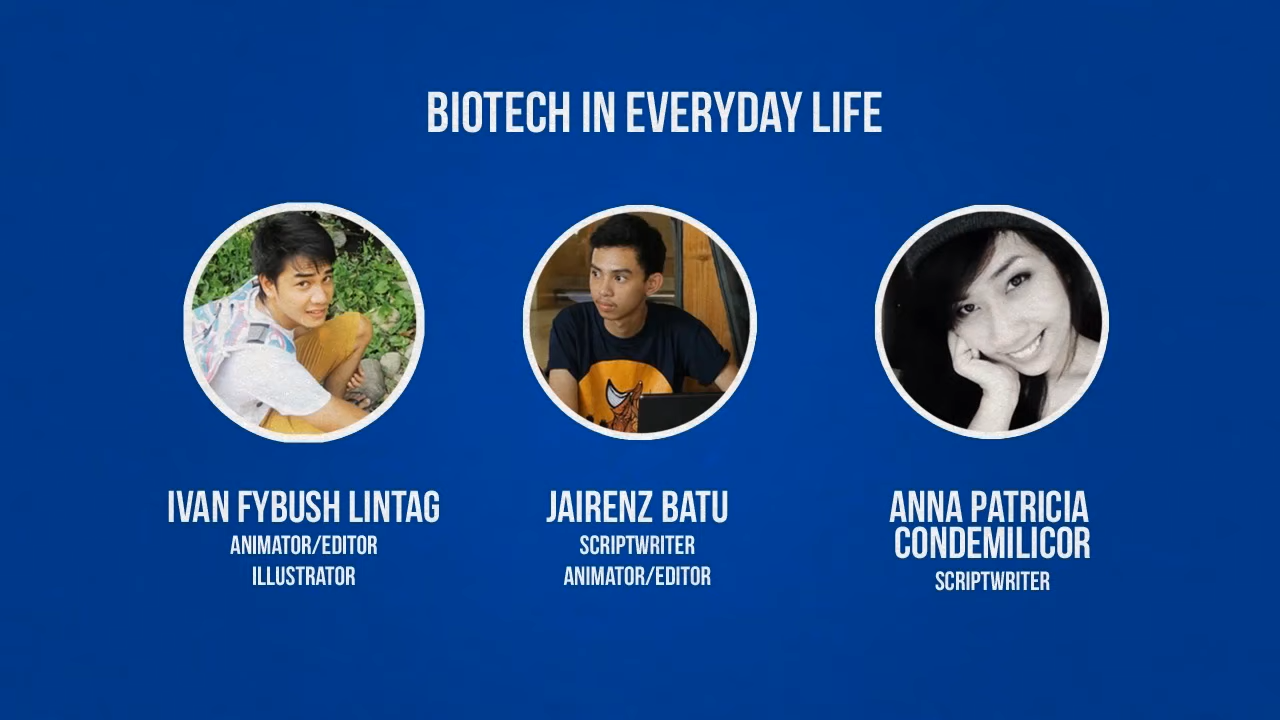 BIOTECH IN EVERYDAY LIFE
IVAN FYBUSH LINTAG
ANIMATOR/EDITOR
ILLUSTRATOR
JAIRENZ BATU
SCRIPTWRITER
ANIMATOR/EDITOR
ANNA PATRICIA
CONDEMILICOR
SCRIPTWRITER